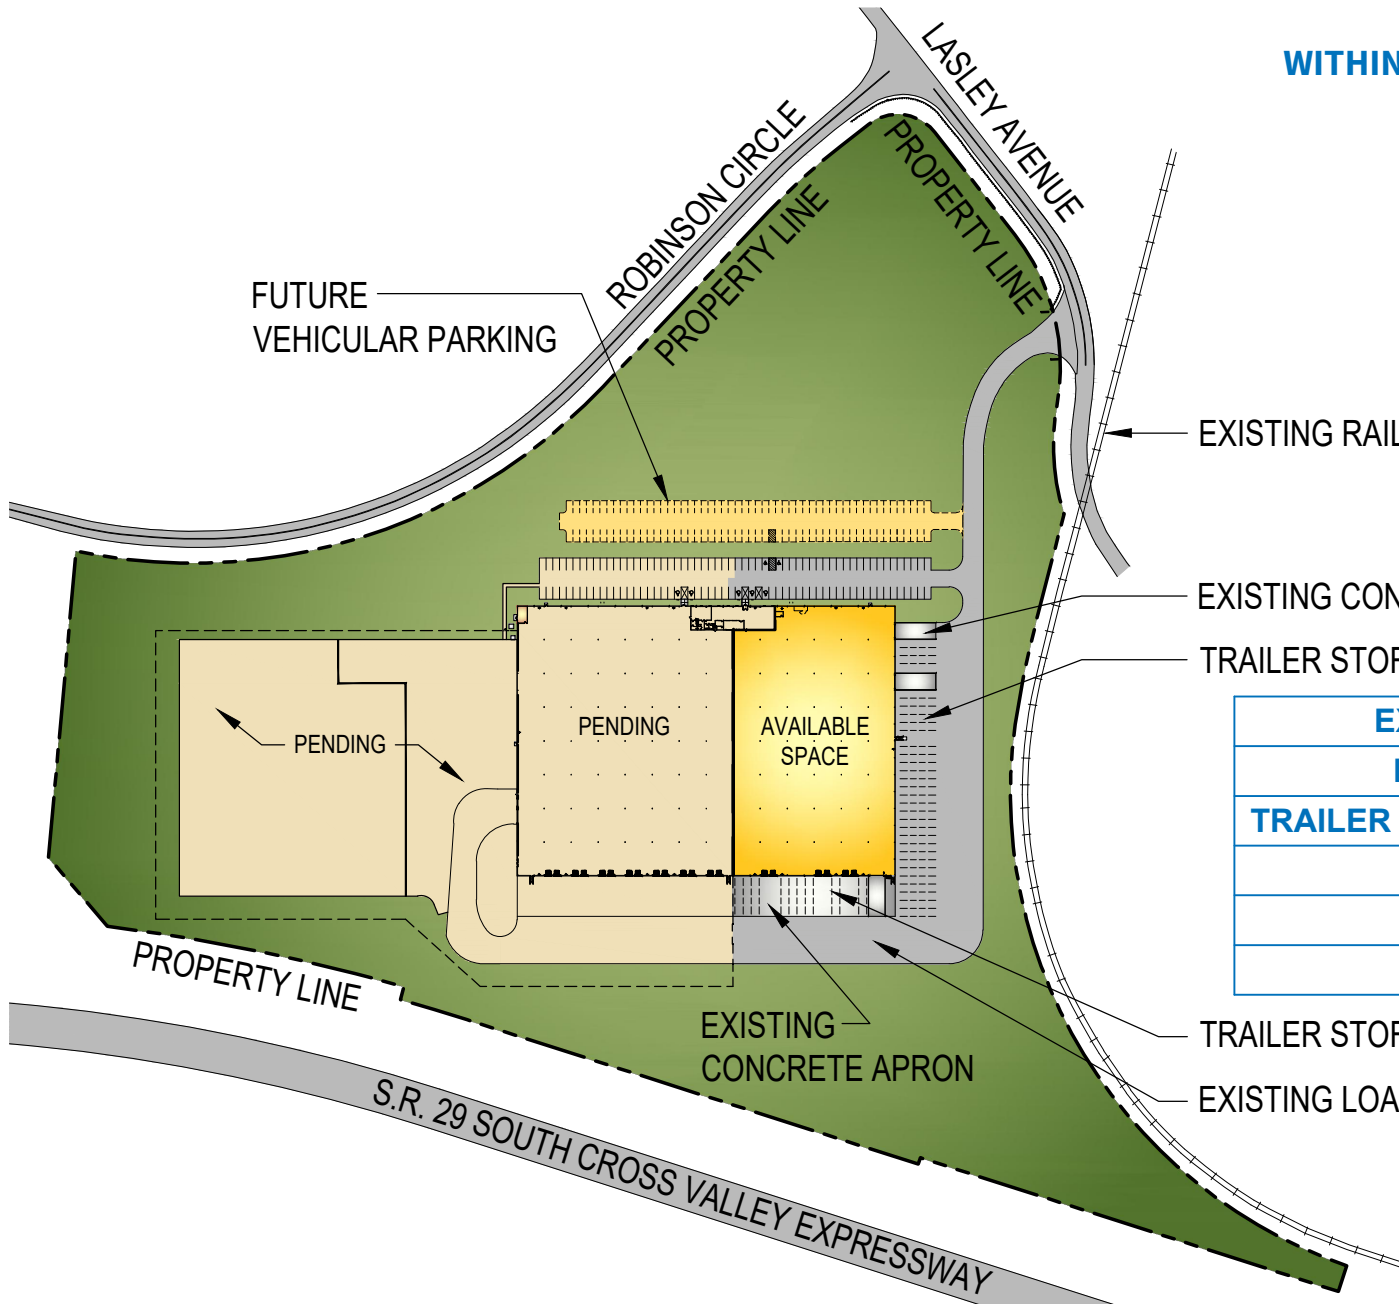 WITHIN
LASLEY AVENUE
ROBINSON CIRCLE
PROPERTY LINE
PROPERTY LINE
FUTURE
VEHICULAR PARKING
EXISTING RAIL
EXISTING CON
TRAILER STOR
PENDING
AVAILABLE
SPACE
PENDING
TRAILER
PROPERTY LINE
EXISTING
CONCRETE APRON
TRAILER STOR
EXISTING LOA
S.R. 29 SOUTH CROSS VALLEY EXPRESSWAY